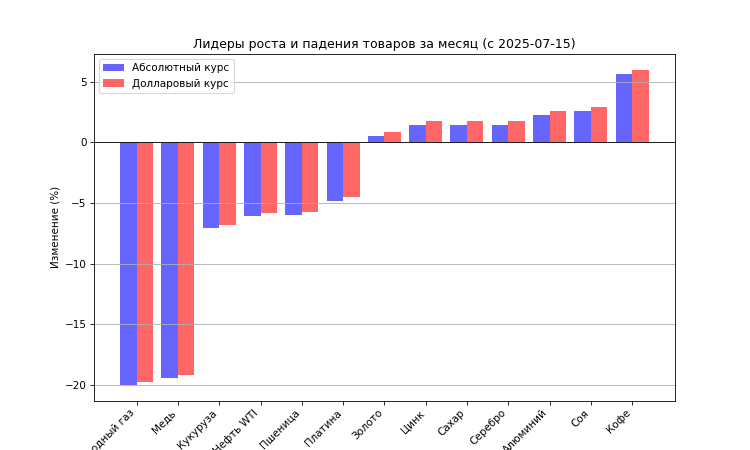 Лидеры роста и падения товаров за месяц (с 2025-07-15)
Абсолютный курс
Долларовый курс
Изменение (%)
5
0
−5
−10
−15
−20
одный газ
Медь
Кукуруза
Нефть WTI
Пшеница
Платина
Золото
Цинк
Сахар
Серебро
Алюминий
Соя
Кофе